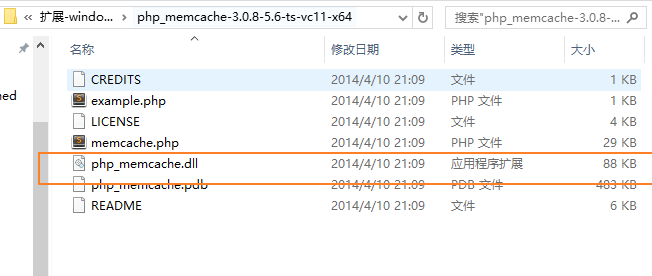 « 扩展-windo... › php_memcache-3.0.8-5.6-ts-vc11-x64
搜索"php_memcache-3.0.8-...
名称 修改日期 类型 大小
CREDITS 2014/4/10 21:09 文件 1 KB
example.php 2014/4/10 21:09 PHP 文件 1 KB
LICENSE 2014/4/10 21:09 文件 4 KB
memcache.php 2014/4/10 21:09 PHP 文件 29 KB
php_memcache.dll 2014/4/10 21:09 应用程序扩展 88 KB
php_memcache.pdb 2014/4/10 21:09 PDB 文件 483 KB
README 2014/4/10 21:09 文件 6 KB
ned